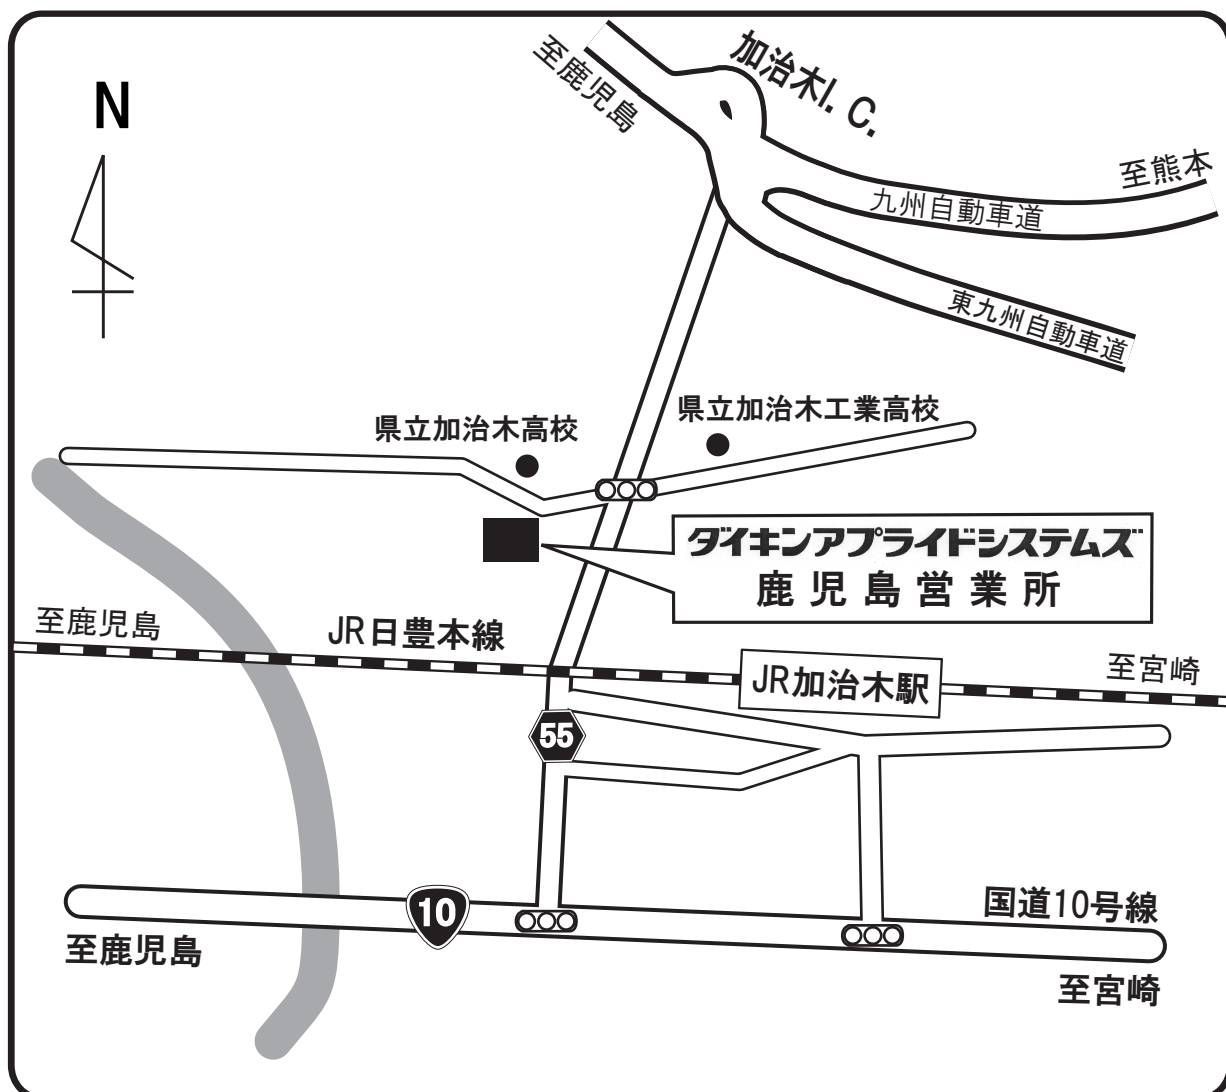 加治木I. C.
至鹿児島
N
至熊本
九州自動車道
東九州自動車道
県立加治木工業高校
県立加治木高校
ダイキンアプライドシステムズ
鹿児島営業所
至鹿児島
JR日豊本線
至宮崎
JR加治木駅
55
10
国道10号線
至鹿児島
至宮崎